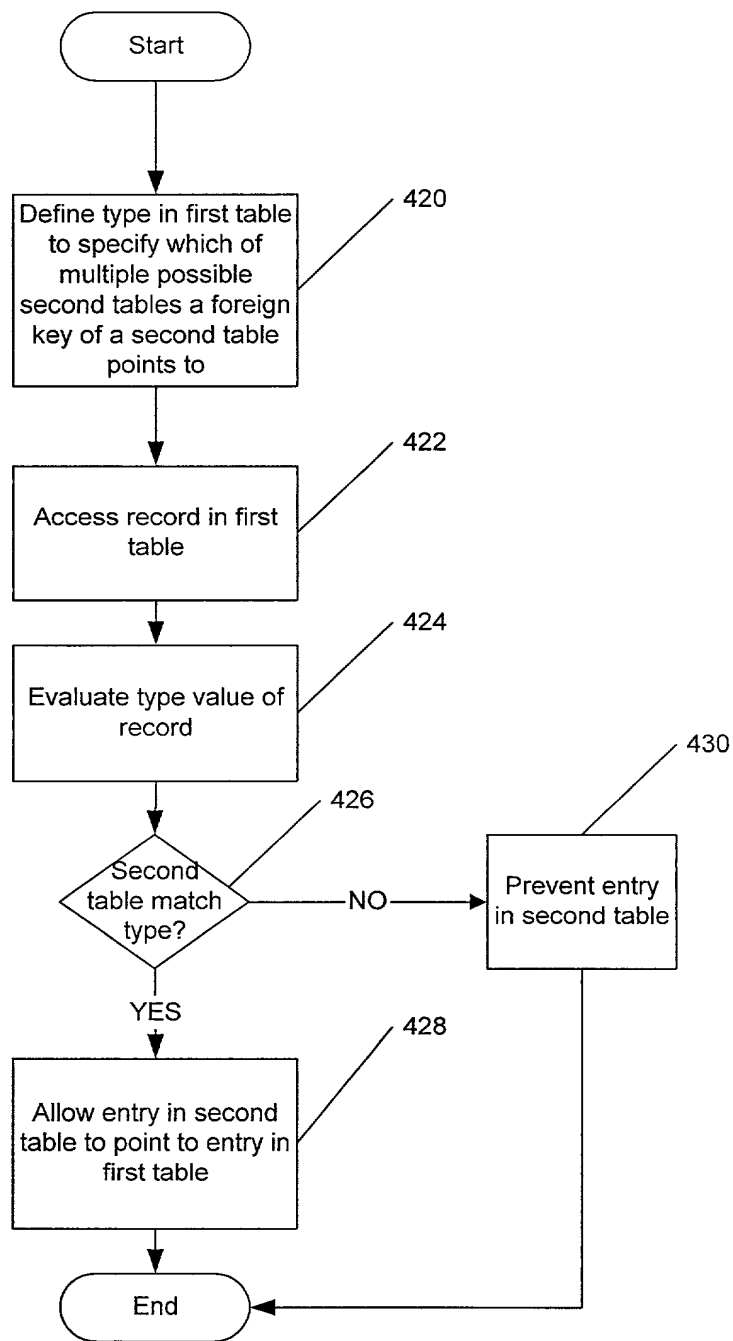 Start
Define type in first table
to specify which of
multiple possible
second tables a foreign
key of a second table
points to
420
Access record in first
table
422
Evaluate type value of
record
424
Second
table match
type?
426
NO
Prevent entry
in second table
430
YES
Allow entry in second
table to point to entry in
first table
428
End